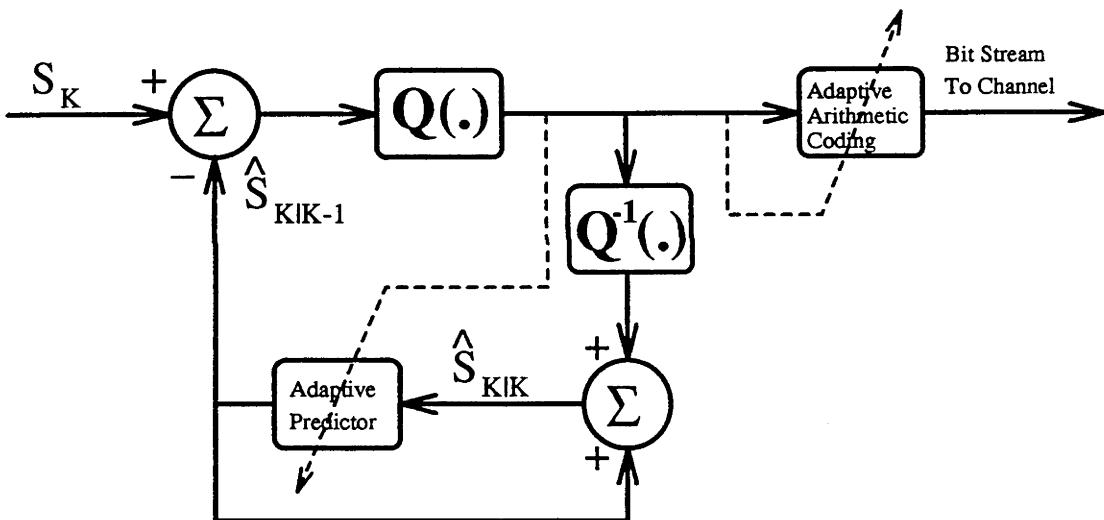 S_K
+
Σ
−
Ŝ_K|K-1
Q(.)
Adaptive
Arithmetic
Coding
Bit Stream
To Channel
Q^-1(.)
+
Σ
+
Ŝ_K|K
Adaptive
Predictor